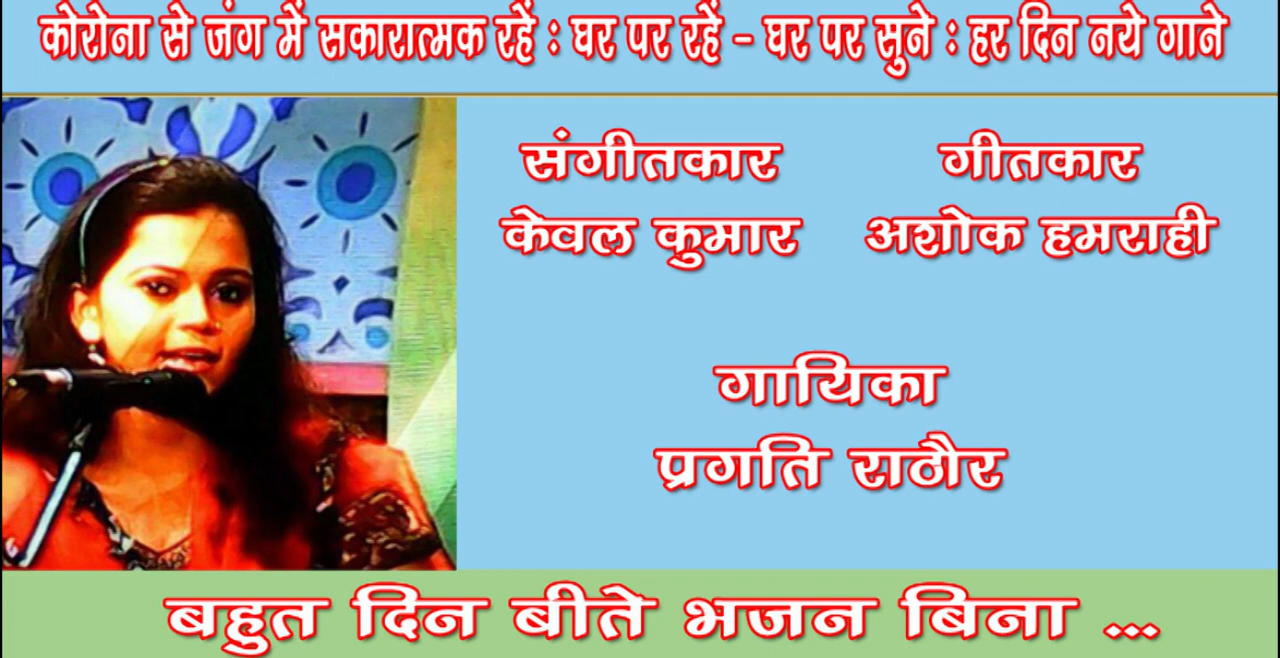 कोरोना से जंग में सकारात्मक रहें : घर पर रहें - घर पर सुने : हर दिन नये गाने
संगीतकार
केवल कुमार
गीतकार
अशोक हमराही
गायिका
प्रगति राठौर
बहुत दिन बीते भजन बिना ...